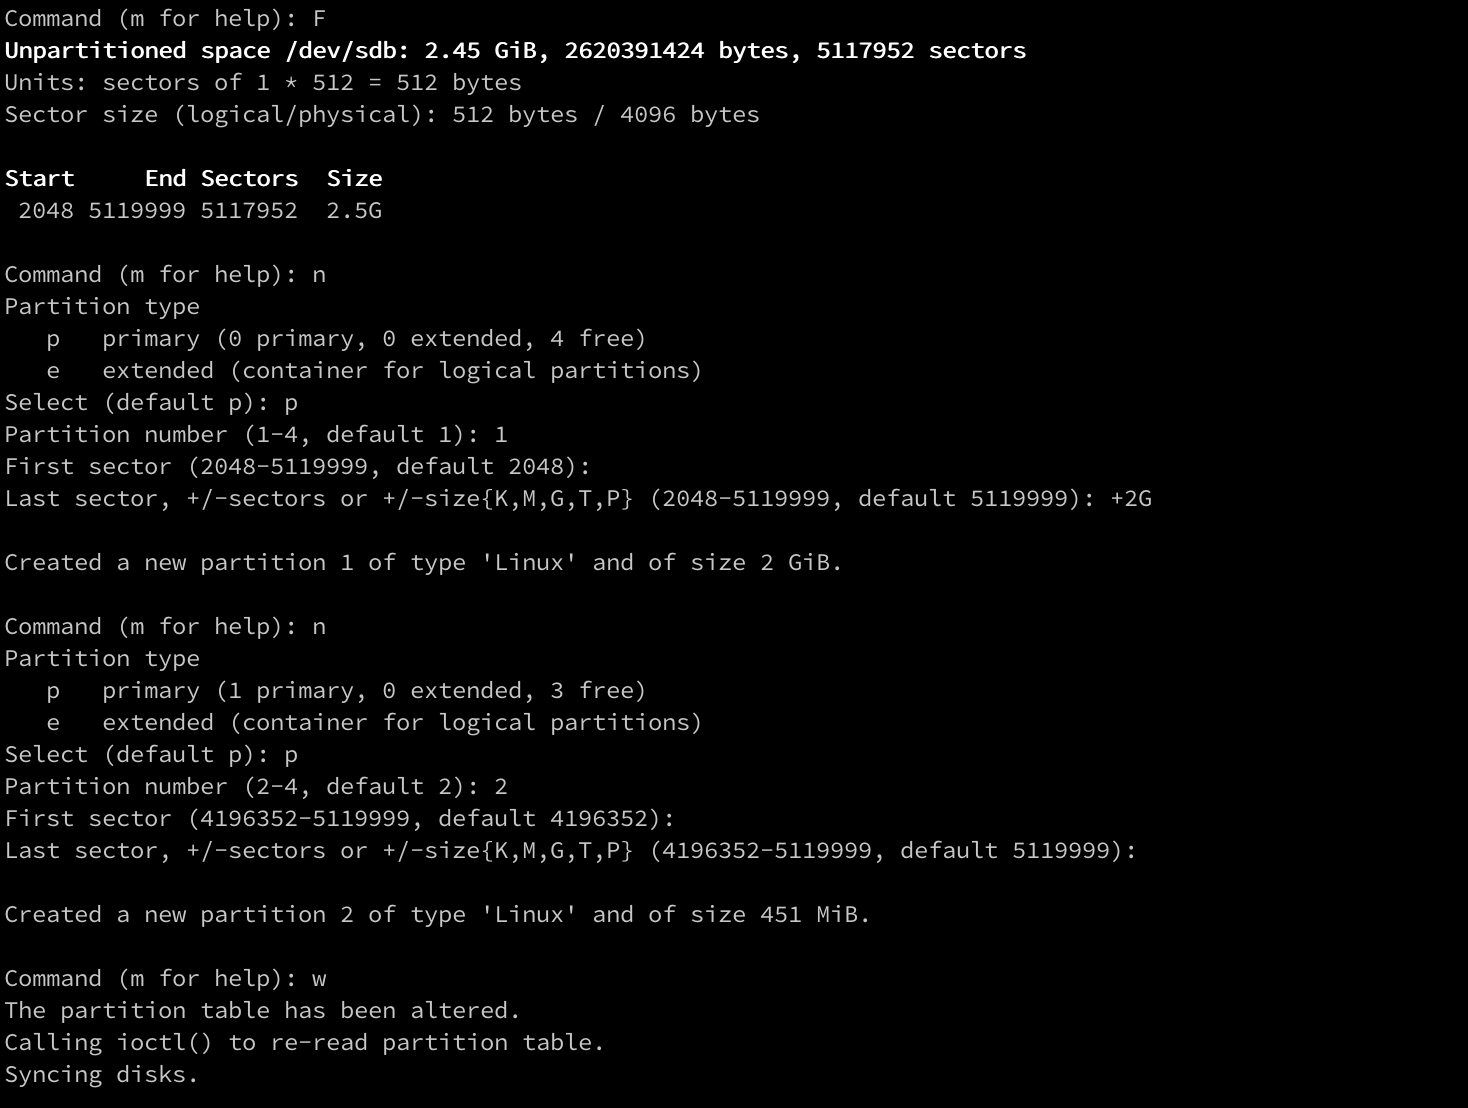 Command (m for help): F
Unpartitioned space /dev/sdb: 2.45 GiB, 2620391424 bytes, 5117952 sectors
Units: sectors of 1 * 512 = 512 bytes
Sector size (logical/physical): 512 bytes / 4096 bytes

Start     End Sectors  Size
 2048 5119999 5117952  2.5G

Command (m for help): n
Partition type
   p   primary (0 primary, 0 extended, 4 free)
   e   extended (container for logical partitions)
Select (default p): p
Partition number (1-4, default 1): 1
First sector (2048-5119999, default 2048):
Last sector, +/-sectors or +/-size{K,M,G,T,P} (2048-5119999, default 5119999): +2G

Created a new partition 1 of type 'Linux' and of size 2 GiB.

Command (m for help): n
Partition type
   p   primary (1 primary, 0 extended, 3 free)
   e   extended (container for logical partitions)
Select (default p): p
Partition number (2-4, default 2): 2
First sector (4196352-5119999, default 4196352):
Last sector, +/-sectors or +/-size{K,M,G,T,P} (4196352-5119999, default 5119999):

Created a new partition 2 of type 'Linux' and of size 451 MiB.

Command (m for help): w
The partition table has been altered.
Calling ioctl() to re-read partition table.
Syncing disks.